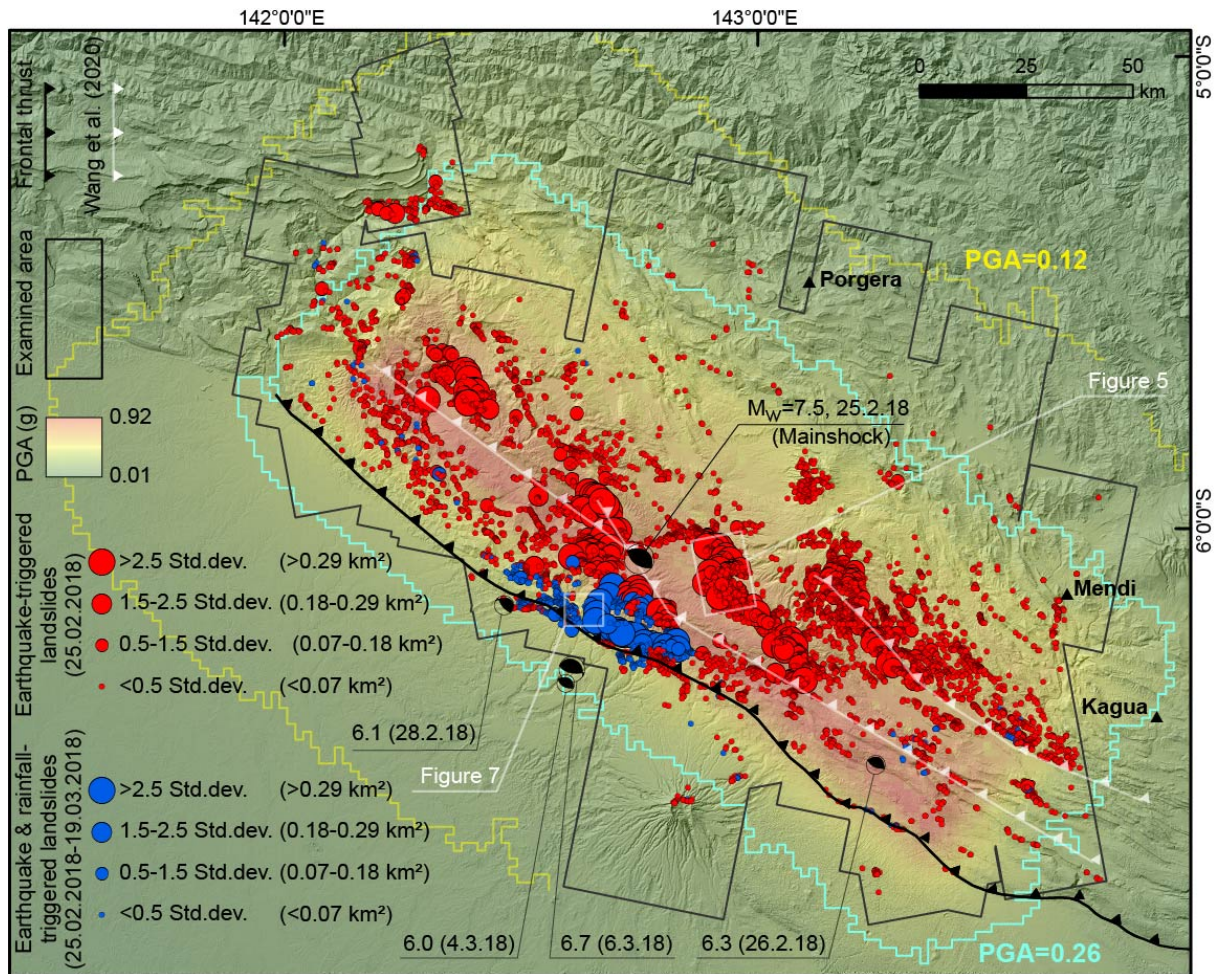 142°0'0"E
143°0'0"E
5°0'0"S
6°0'0"S
0 25 50
km
Frontal thrust
Wang et al. (2020)
Examined area
PGA (g)
0.92
0.01
PGA=0.12
Porgera
Figure 5
Mw=7.5, 25.2.18
(Mainshock)
Mendi
Kagua
Earthquake-triggered
landslides
(25.02.2018)
>2.5 Std.dev. (>0.29 km²)
1.5-2.5 Std.dev. (0.18-0.29 km²)
0.5-1.5 Std.dev. (0.07-0.18 km²)
<0.5 Std.dev. (<0.07 km²)
6.1 (28.2.18)
Figure 7
Earthquake & rainfall-
triggered landslides
(25.02.2018-19.03.2018)
>2.5 Std.dev. (>0.29 km²)
1.5-2.5 Std.dev. (0.18-0.29 km²)
0.5-1.5 Std.dev. (0.07-0.18 km²)
<0.5 Std.dev. (<0.07 km²)
6.0 (4.3.18)
6.7 (6.3.18)
6.3 (26.2.18)
PGA=0.26